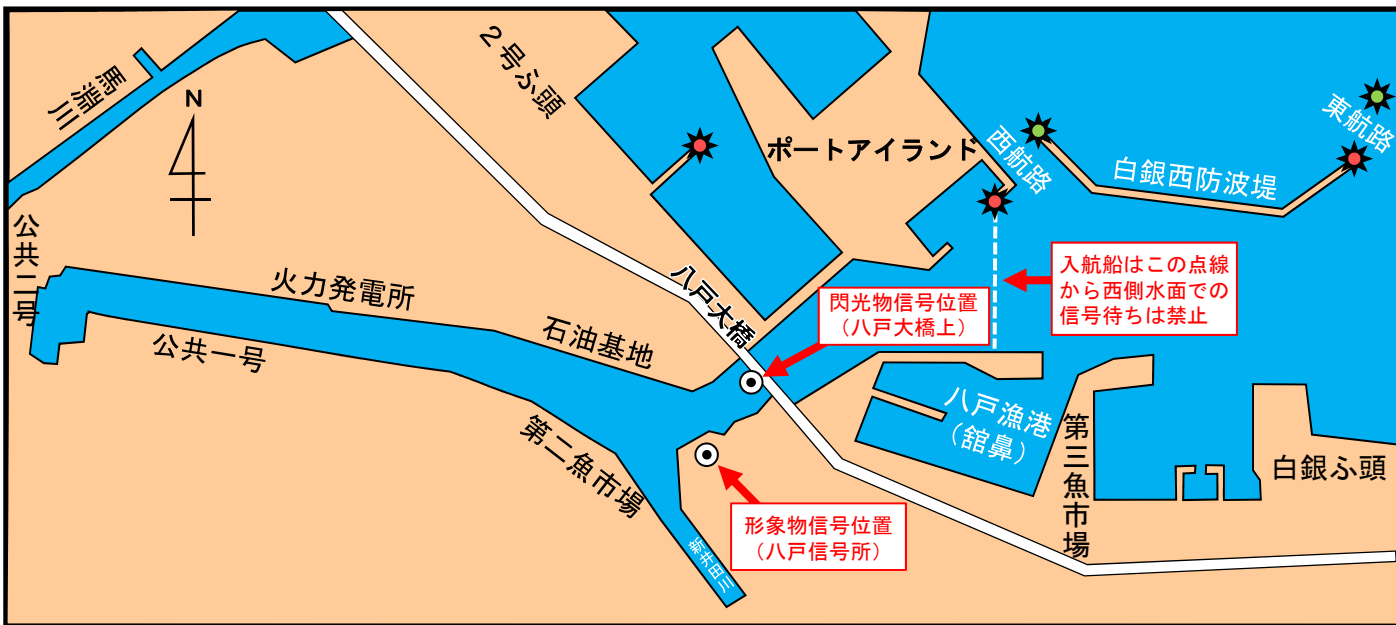 馬淵川
N
2号ふ頭
ポートアイランド
西航路
東航路
白銀西防波堤
公共二号
火力発電所
公共一号
石油基地
八戸大橋
閃光物信号位置
(八戸大橋上)
入航船はこの点線
から西側水面での
信号待ちは禁止
第二魚市場
八戸漁港
(舘鼻)
第三魚市場
白銀ふ頭
形象物信号位置
(八戸信号所)
新井田川